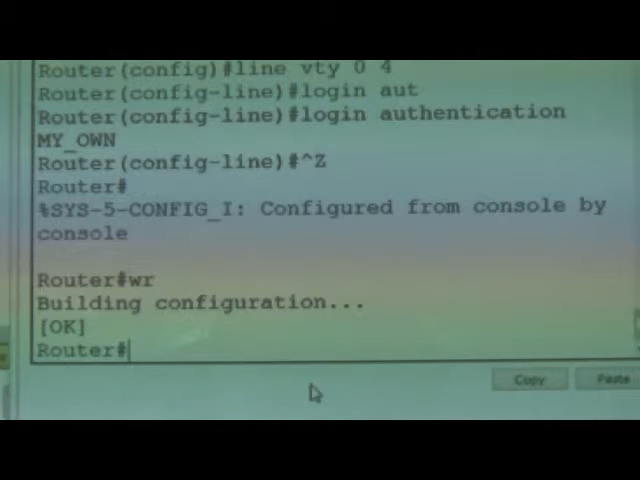 Router(config)#line vty 0 4
Router(config-line)#login aut
Router(config-line)#login authentication
MY_OWN
Router(config-line)#^Z
Router#
%SYS-5-CONFIG_I: Configured from console by
console
Router#wr
Building configuration...
[OK]
Router#
Copy
Paste